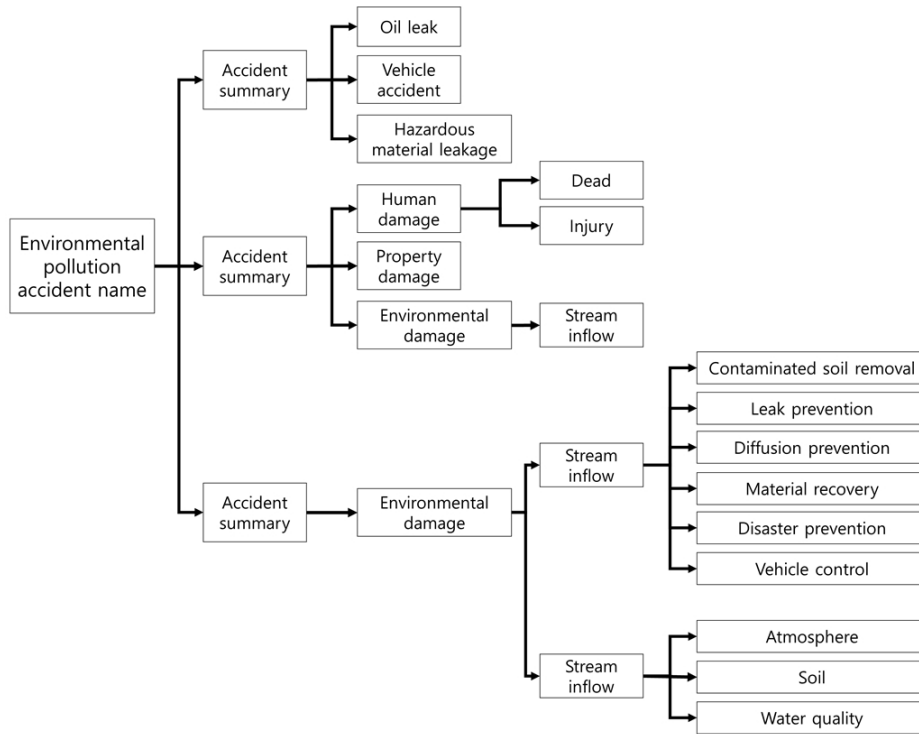 Oil leak
Accident
summary
Vehicle
accident
Hazardous
material leakage
Human
damage
Dead
Injury
Environmental
pollution
accident name
Accident
summary
Property
damage
Environmental
damage
Stream
inflow
Contaminated soil removal
Leak prevention
Stream
inflow
Diffusion prevention
Material recovery
Accident
summary
Environmental
damage
Disaster prevention
Vehicle control
Atmosphere
Stream
inflow
Soil
Water quality